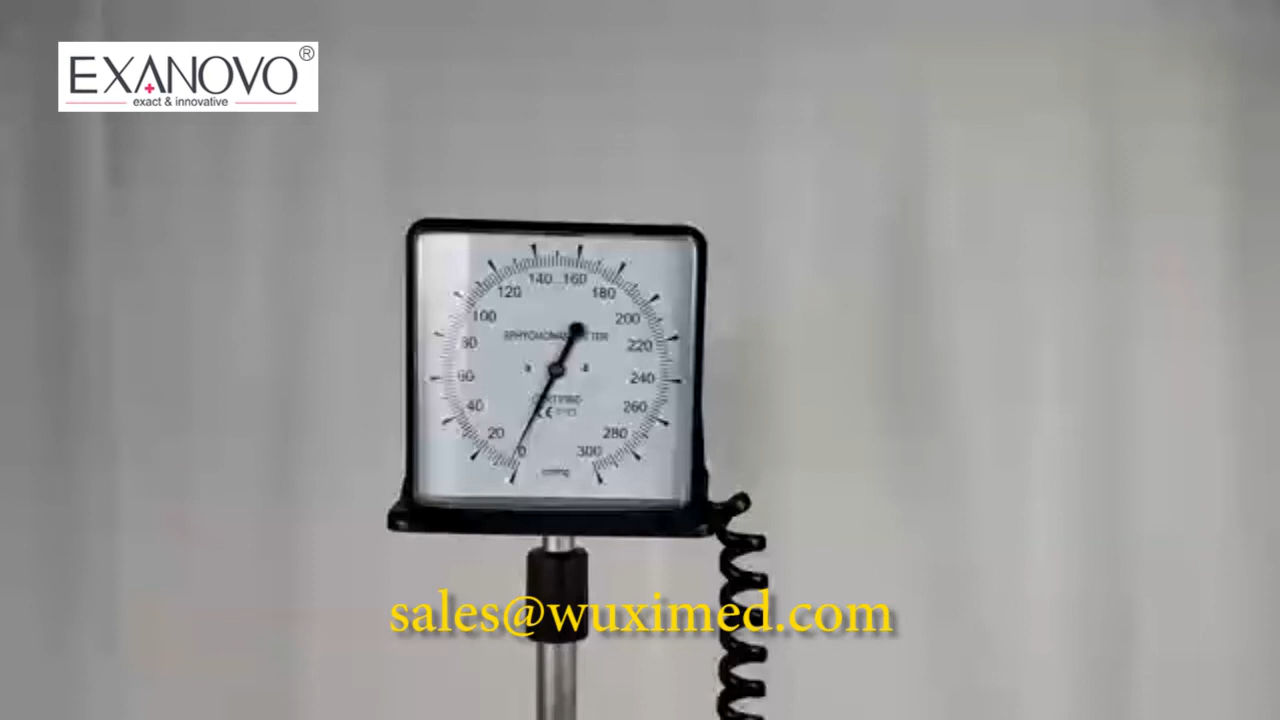 EXANOVO®
exact & innovative
140 160
120 180
100 200
80 220
60 240
40 260
20 280
0 300
CE
sales@wuximed.com